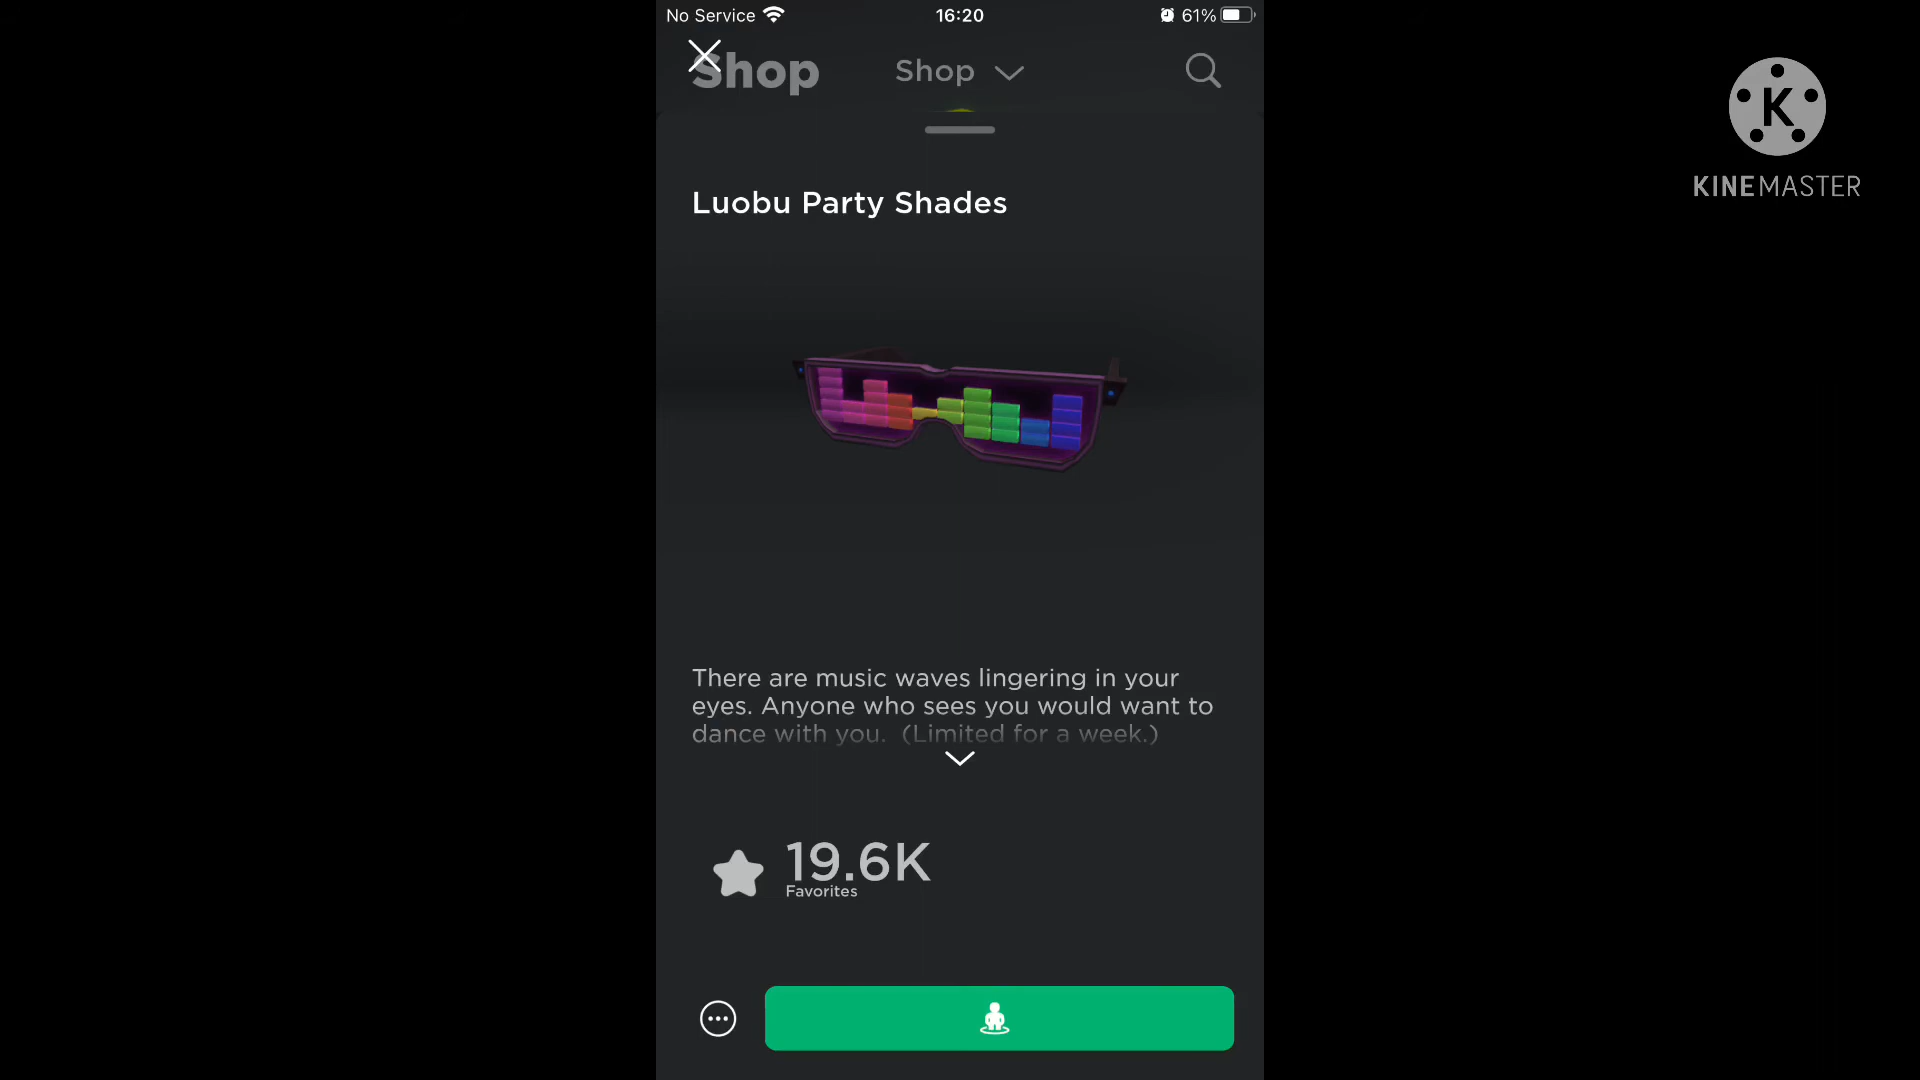 No Service
16:20
61%
Shop
Shop
Luobu Party Shades
There are music waves lingering in your
eyes. Anyone who sees you would want to
dance with you. (Limited for a week.)
19.6K
Favorites
K
KINEMASTER